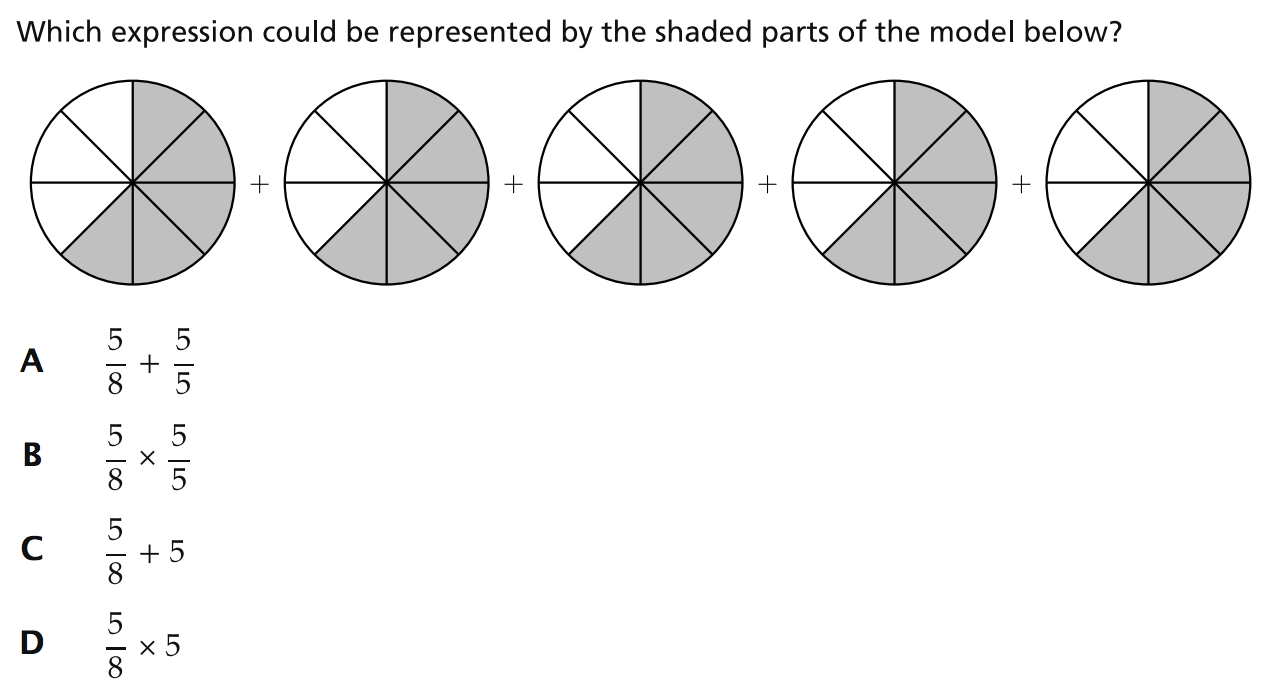 Which expression could be represented by the shaded parts of the model below?
+ + + +
A 5/8 + 5/5
B 5/8 × 5/5
C 5/8 + 5
D 5/8 × 5